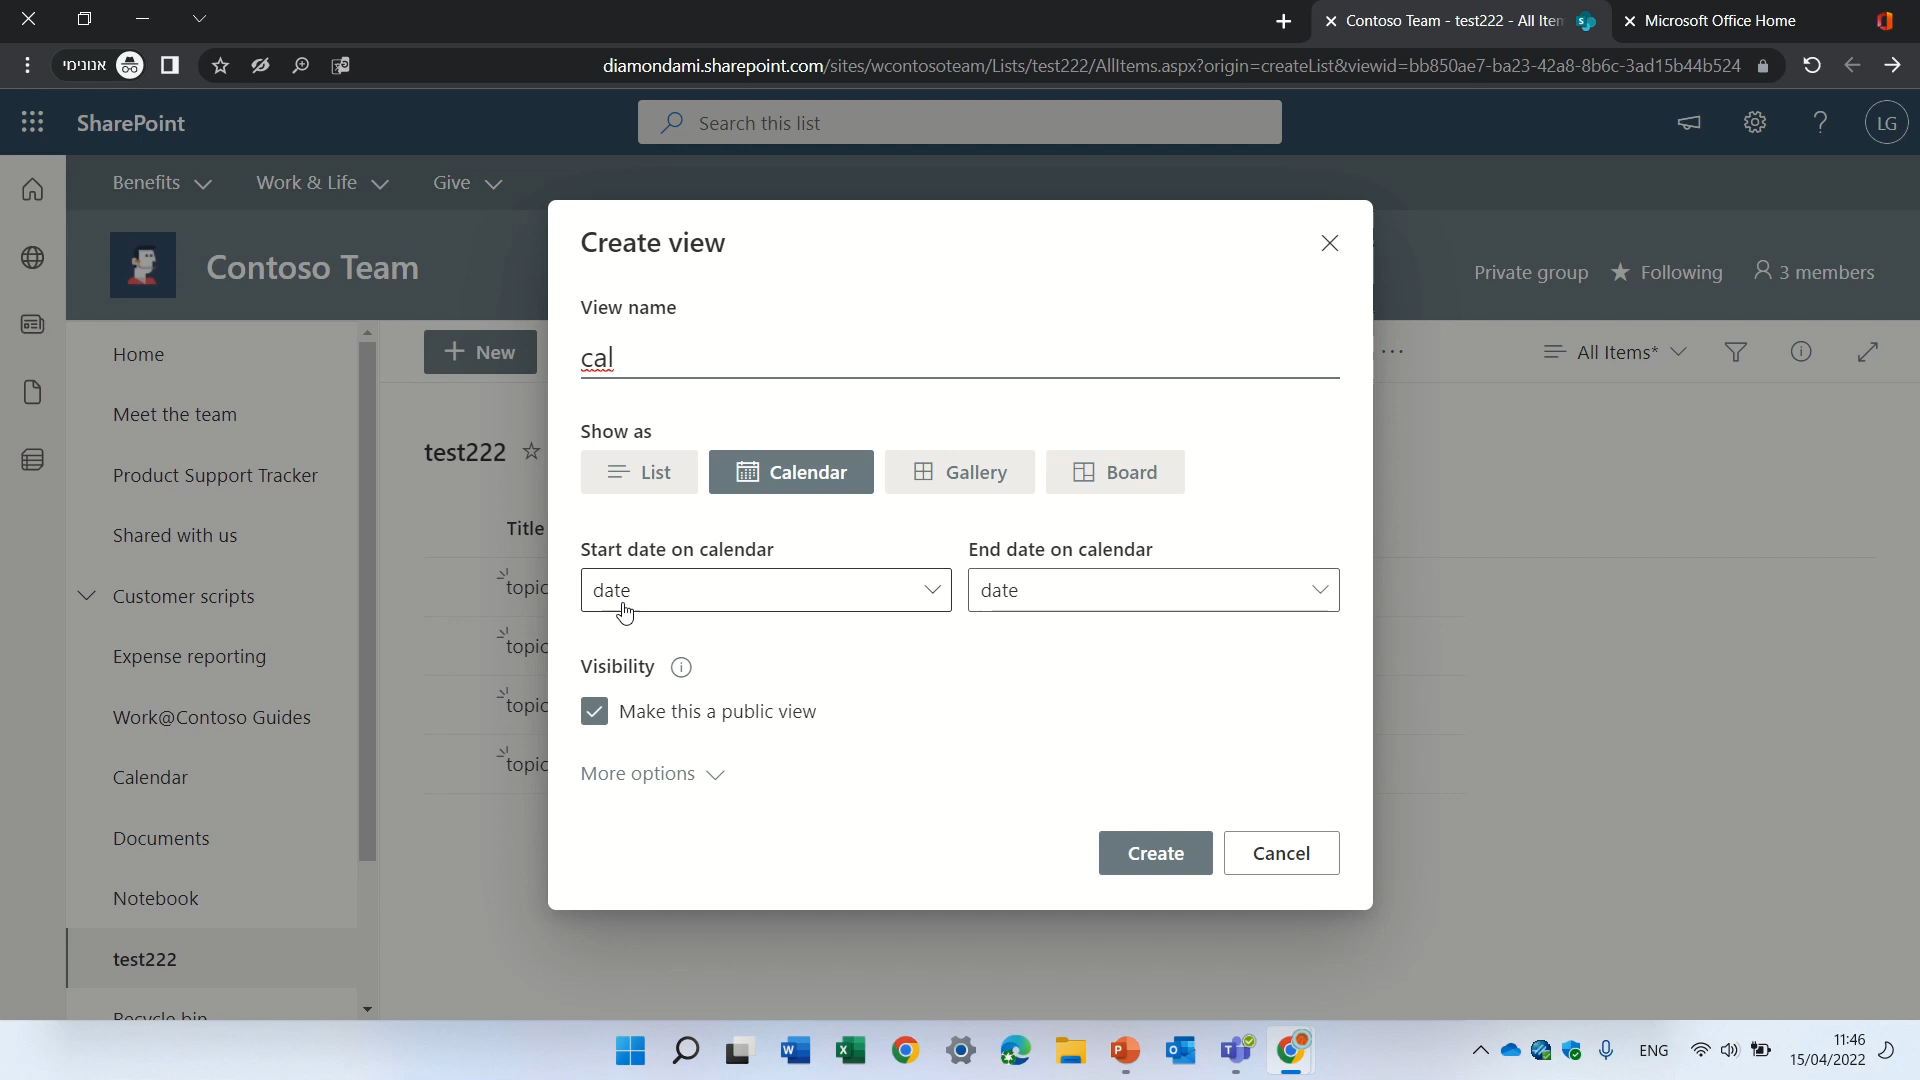 Contoso Team - test222 - All Iten
Microsoft Office Home
אנונימי
diamondami.sharepoint.com/sites/wcontosoteam/Lists/test222/AllItems.aspx?origin=createList&viewid=bb850ae7-ba23-42a8-8b6c-3ad15b44b524
SharePoint
Search this list
LG
Benefits
Work & Life
Give
Contoso Team
Private group
Following
3 members
Home
Meet the team
Product Support Tracker
Shared with us
Customer scripts
Expense reporting
Work@Contoso Guides
Calendar
Documents
Notebook
test222
Recycle bin
+ New
All Items*
test222
Title
topic
topic
topic
topic
Create view
View name
cal
Show as
List
Calendar
Gallery
Board
Start date on calendar
End date on calendar
date
date
Visibility
Make this a public view
More options
Create
Cancel
ENG
11:46
15/04/2022